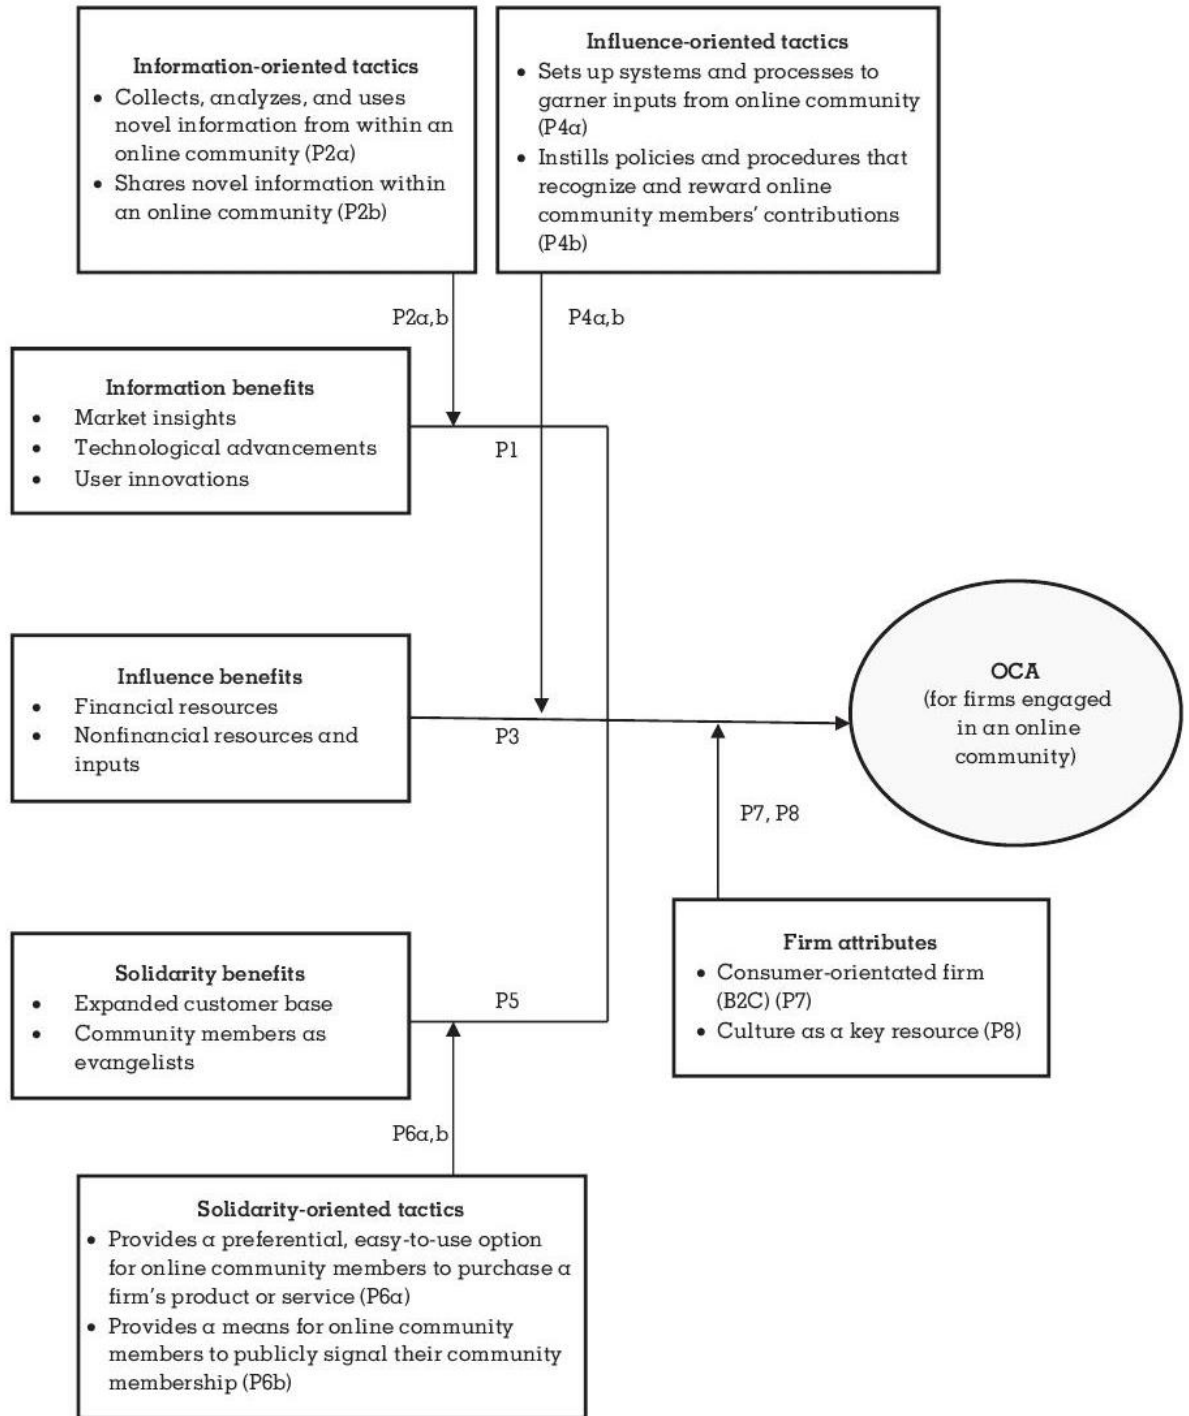 Information-oriented tactics
• Collects, analyzes, and uses
novel information from within an
online community (P2a)
• Shares novel information within
an online community (P2b)
Influence-oriented tactics
• Sets up systems and processes to
garner inputs from online community
(P4a)
• Instills policies and procedures that
recognize and reward online
community members' contributions
(P4b)
P2a,b
P4a,b
Information benefits
• Market insights
• Technological advancements
• User innovations
P1
Influence benefits
• Financial resources
• Nonfinancial resources and
inputs
P3
OCA
(for firms engaged
in an online
community)
P7, P8
Firm attributes
• Consumer-orientated firm
(B2C) (P7)
• Culture as a key resource (P8)
Solidarity benefits
• Expanded customer base
• Community members as
evangelists
P5
P6a,b
Solidarity-oriented tactics
• Provides a preferential, easy-to-use option
for online community members to purchase a
firm's product or service (P6a)
• Provides a means for online community
members to publicly signal their community
membership (P6b)